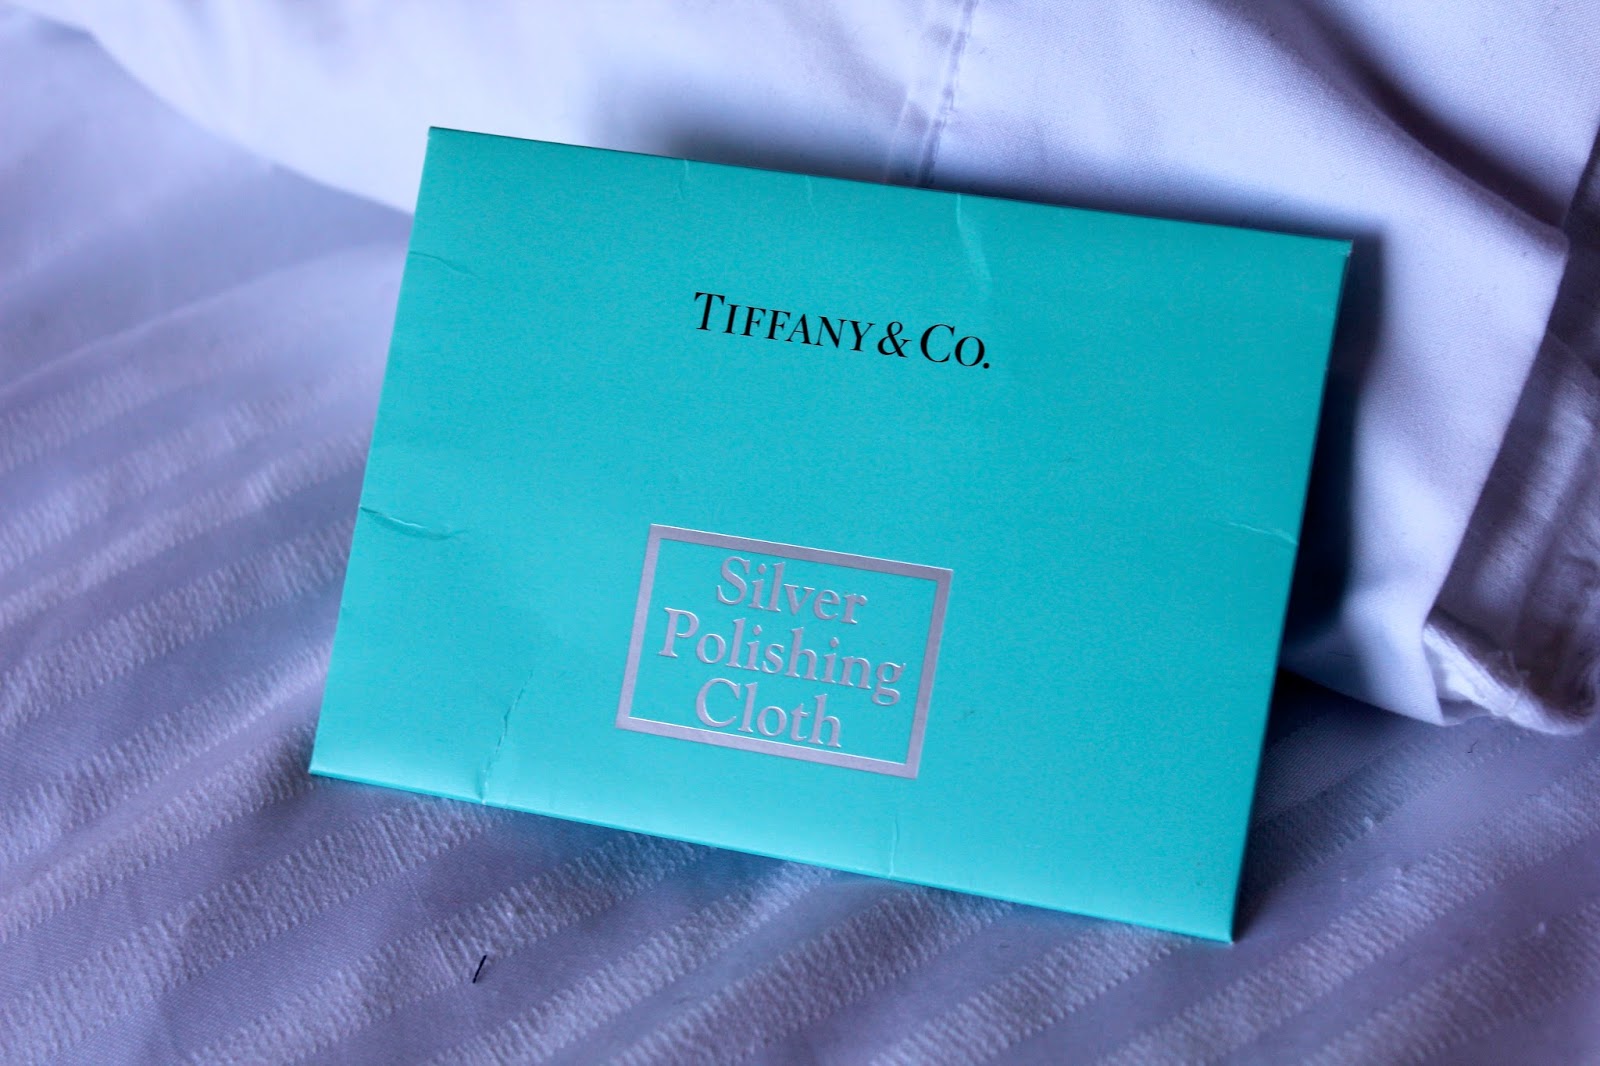 TIFFANY & CO.
Silver
Polishing
Cloth